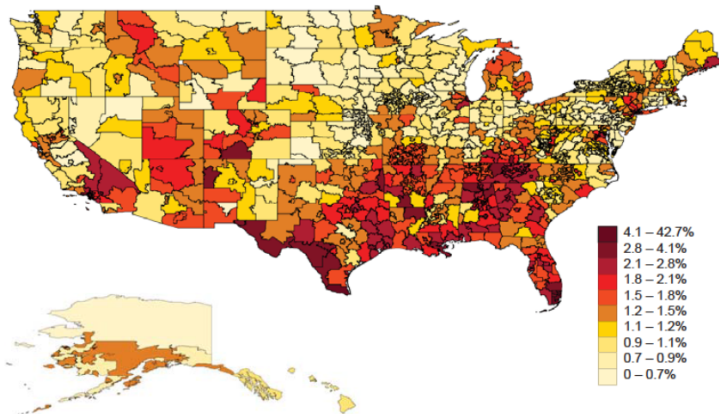 4.1 – 42.7%
2.8 – 4.1%
2.1 – 2.8%
1.8 – 2.1%
1.5 – 1.8%
1.2 – 1.5%
1.1 – 1.2%
0.9 – 1.1%
0.7 – 0.9%
0 – 0.7%